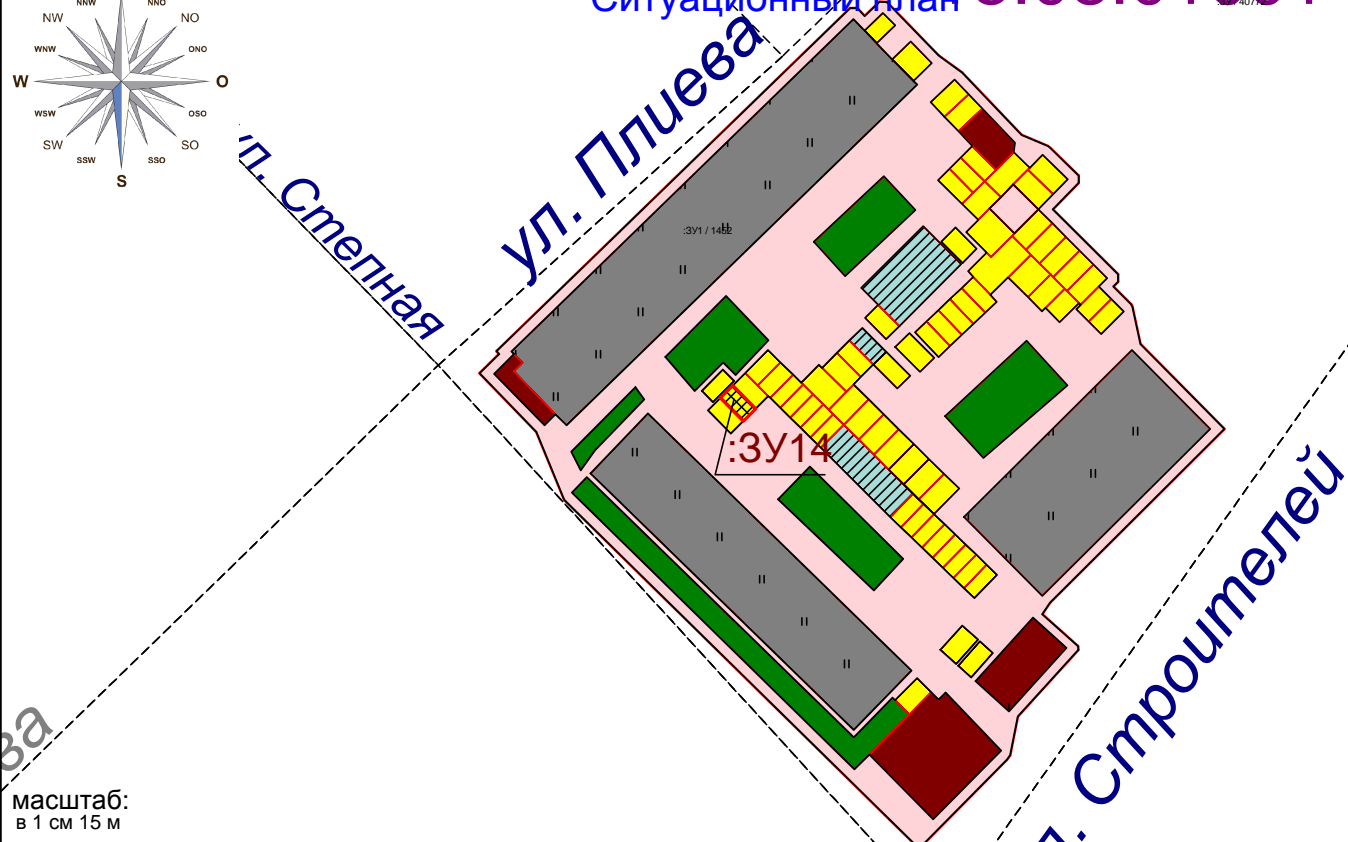 Ситуационный план
NNW
NNO
NW
NO
WNW
ONO
W
O
WSW
OSO
SW
SO
SSW
SSO
S
ул. Плиева
ул. Степная
:ЗУ1 / 1452
:ЗУ14
Строителей
ва
масштаб:
в 1 см 15 м